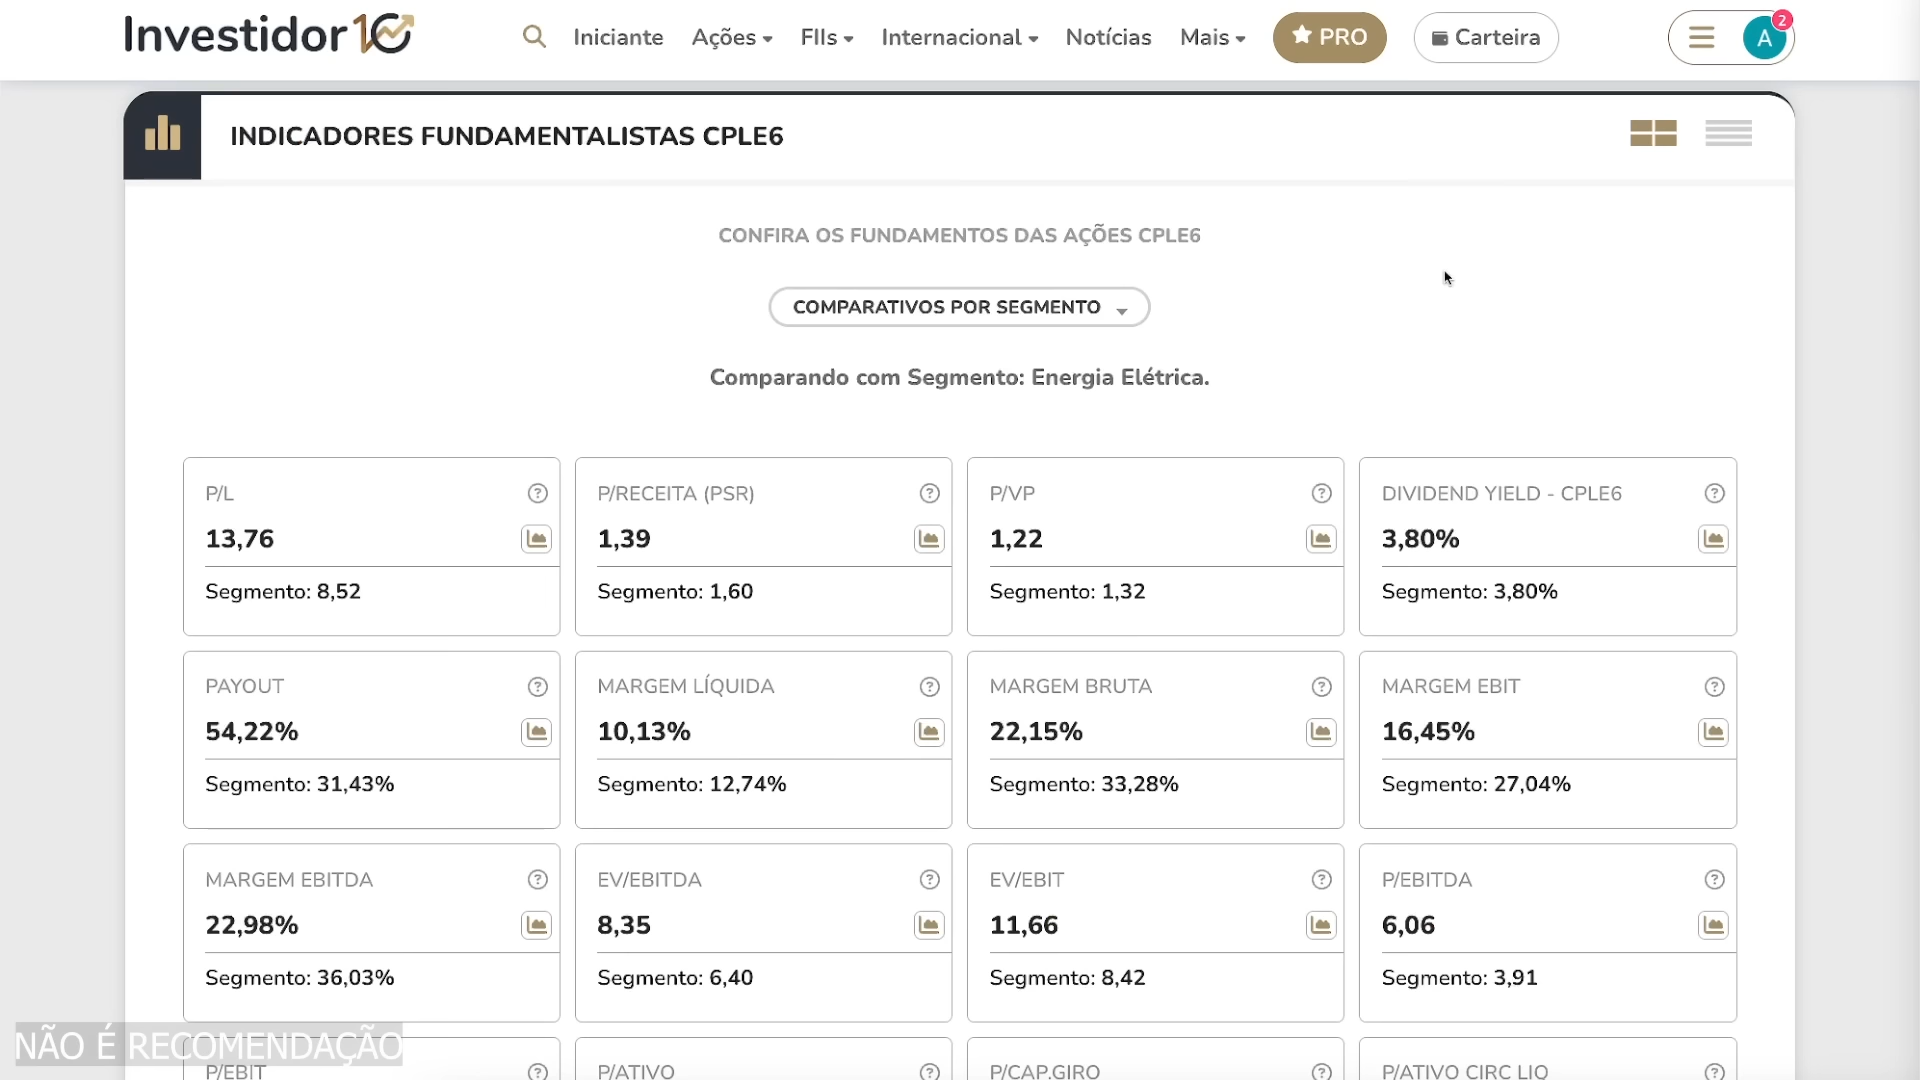 Investidor10
Iniciante
Ações
FIIs
Internacional
Notícias
Mais
PRO
Carteira
A
2
INDICADORES FUNDAMENTALISTAS CPLE6
CONFIRA OS FUNDAMENTOS DAS AÇÕES CPLE6
COMPARATIVOS POR SEGMENTO
Comparando com Segmento: Energia Elétrica.
P/L
13,76
Segmento: 8,52
P/RECEITA (PSR)
1,39
Segmento: 1,60
P/VP
1,22
Segmento: 1,32
DIVIDEND YIELD - CPLE6
3,80%
Segmento: 3,80%
PAYOUT
54,22%
Segmento: 31,43%
MARGEM LÍQUIDA
10,13%
Segmento: 12,74%
MARGEM BRUTA
22,15%
Segmento: 33,28%
MARGEM EBIT
16,45%
Segmento: 27,04%
MARGEM EBITDA
22,98%
Segmento: 36,03%
EV/EBITDA
8,35
Segmento: 6,40
EV/EBIT
11,66
Segmento: 8,42
P/EBITDA
6,06
Segmento: 3,91
NÃO É RECOMENDAÇÃO
P/EBIT
P/ATIVO
P/CAP.GIRO
P/ATIVO CIRC LIQ